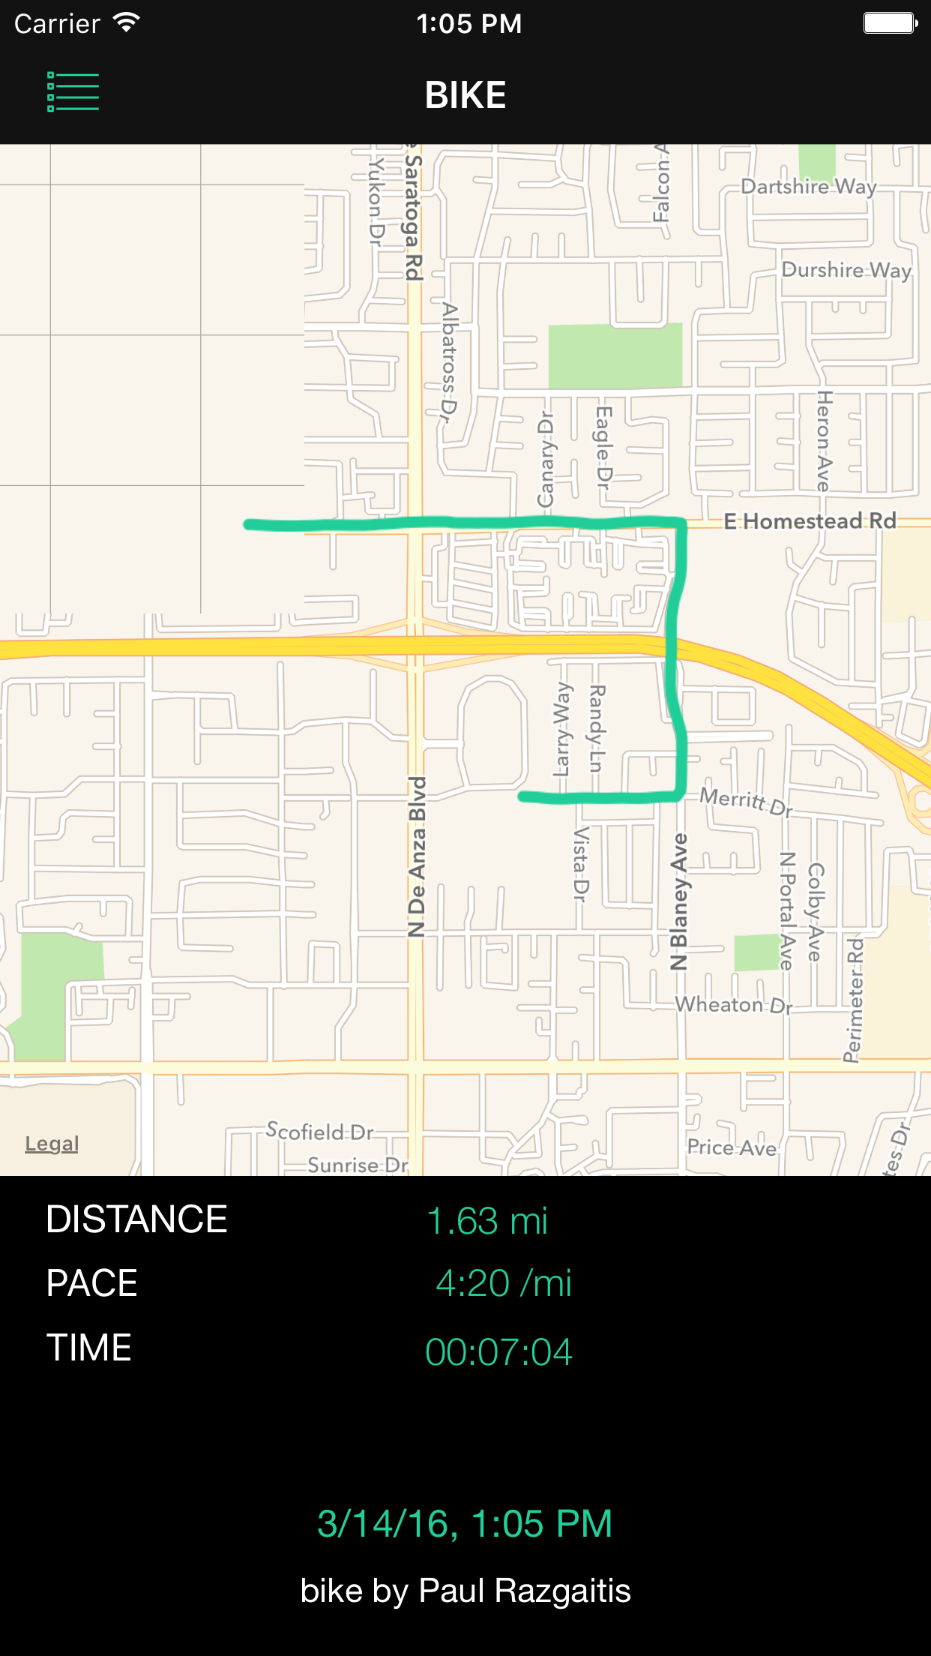 Carrier 1:05 PM
BIKE
Yukon Dr
Saratoga Rd
Falcon A
Dartshire Way
Durshire Way
Albatross Dr
Canary Dr
Eagle Dr
Heron Ave
E Homestead Rd
Larry Way
Randy Ln
N De Anza Blvd
Merritt Dr
Vista Dr
N Blaney Ave
N Portal Ave
Colby Ave
Perimeter Rd
Wheaton Dr
Legal
Scofield Dr
Sunrise Dr
Price Ave
tes Dr
DISTANCE 1.63 mi
PACE 4:20 /mi
TIME 00:07:04
3/14/16, 1:05 PM
bike by Paul Razgaitis